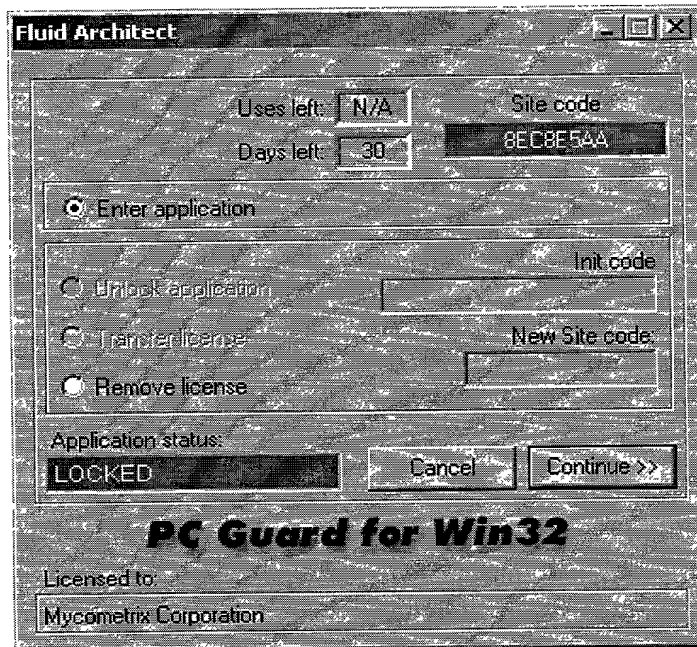 Fluid Architect
Uses left: N/A
Site code
Days left: 30
8EC8E5AA
Enter application
Init code
Unlock application
Transfer license
New Site code:
Remove license
Application status:
LOCKED
Cancel
Continue >>
PC Guard for Win32
Licensed to:
Mycometrix Corporation